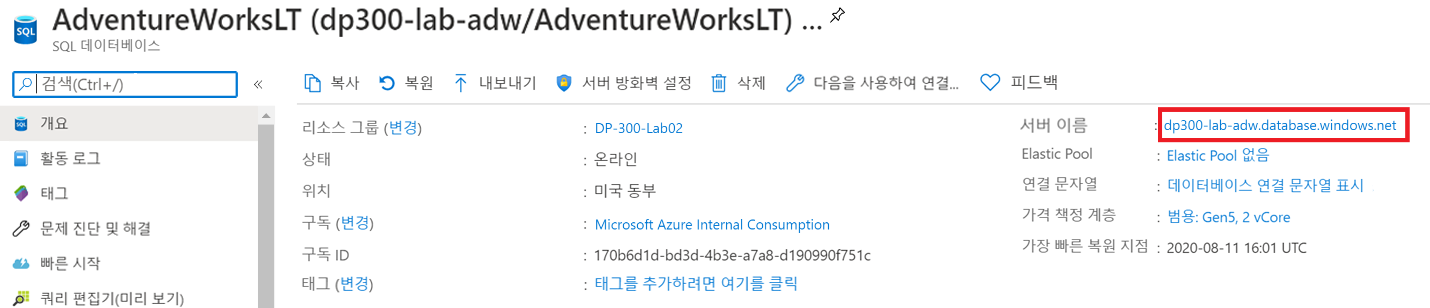 AdventureWorksLT (dp300-lab-adw/AdventureWorksLT) ...
SQL
SQL 데이터베이스
검색(Ctrl+/)
«
복사
복원
내보내기
서버 방화벽 설정
삭제
다음을 사용하여 연결...
피드백
SQL
개요
활동 로그
태그
문제 진단 및 해결
빠른 시작
쿼리 편집기(미리 보기)
리소스 그룹 (변경) : DP-300-Lab02
상태 : 온라인
위치 : 미국 동부
구독 (변경) : Microsoft Azure Internal Consumption
구독 ID : 170b6d1d-bd3d-4b3e-a7a8-d190990f751c
태그 (변경) : 태그를 추가하려면 여기를 클릭
서버 이름 : dp300-lab-adw.database.windows.net
Elastic Pool : Elastic Pool 없음
연결 문자열 : 데이터베이스 연결 문자열 표시
가격 책정 계층 : 범용: Gen5, 2 vCore
가장 빠른 복원 지점 : 2020-08-11 16:01 UTC